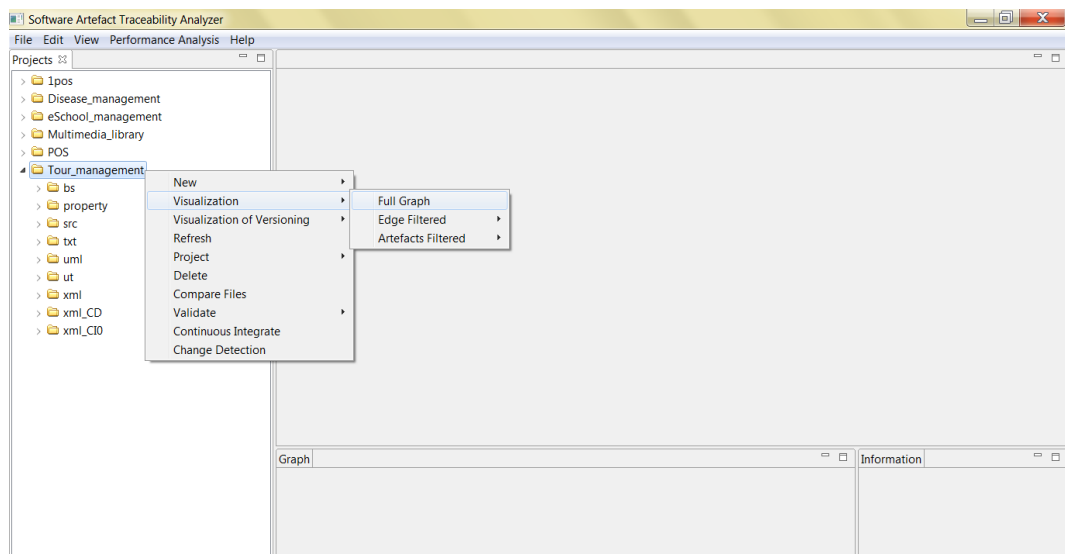 Software Artefact Traceability Analyzer
File Edit View Performance Analysis Help
Projects
1pos
Disease_management
eSchool_management
Multimedia_library
POS
Tour_management
bs
property
src
txt
uml
ut
xml
xml_CD
xml_CI0
New
Visualization
Visualization of Versioning
Refresh
Project
Delete
Compare Files
Validate
Continuous Integrate
Change Detection
Full Graph
Edge Filtered
Artefacts Filtered
Graph
Information